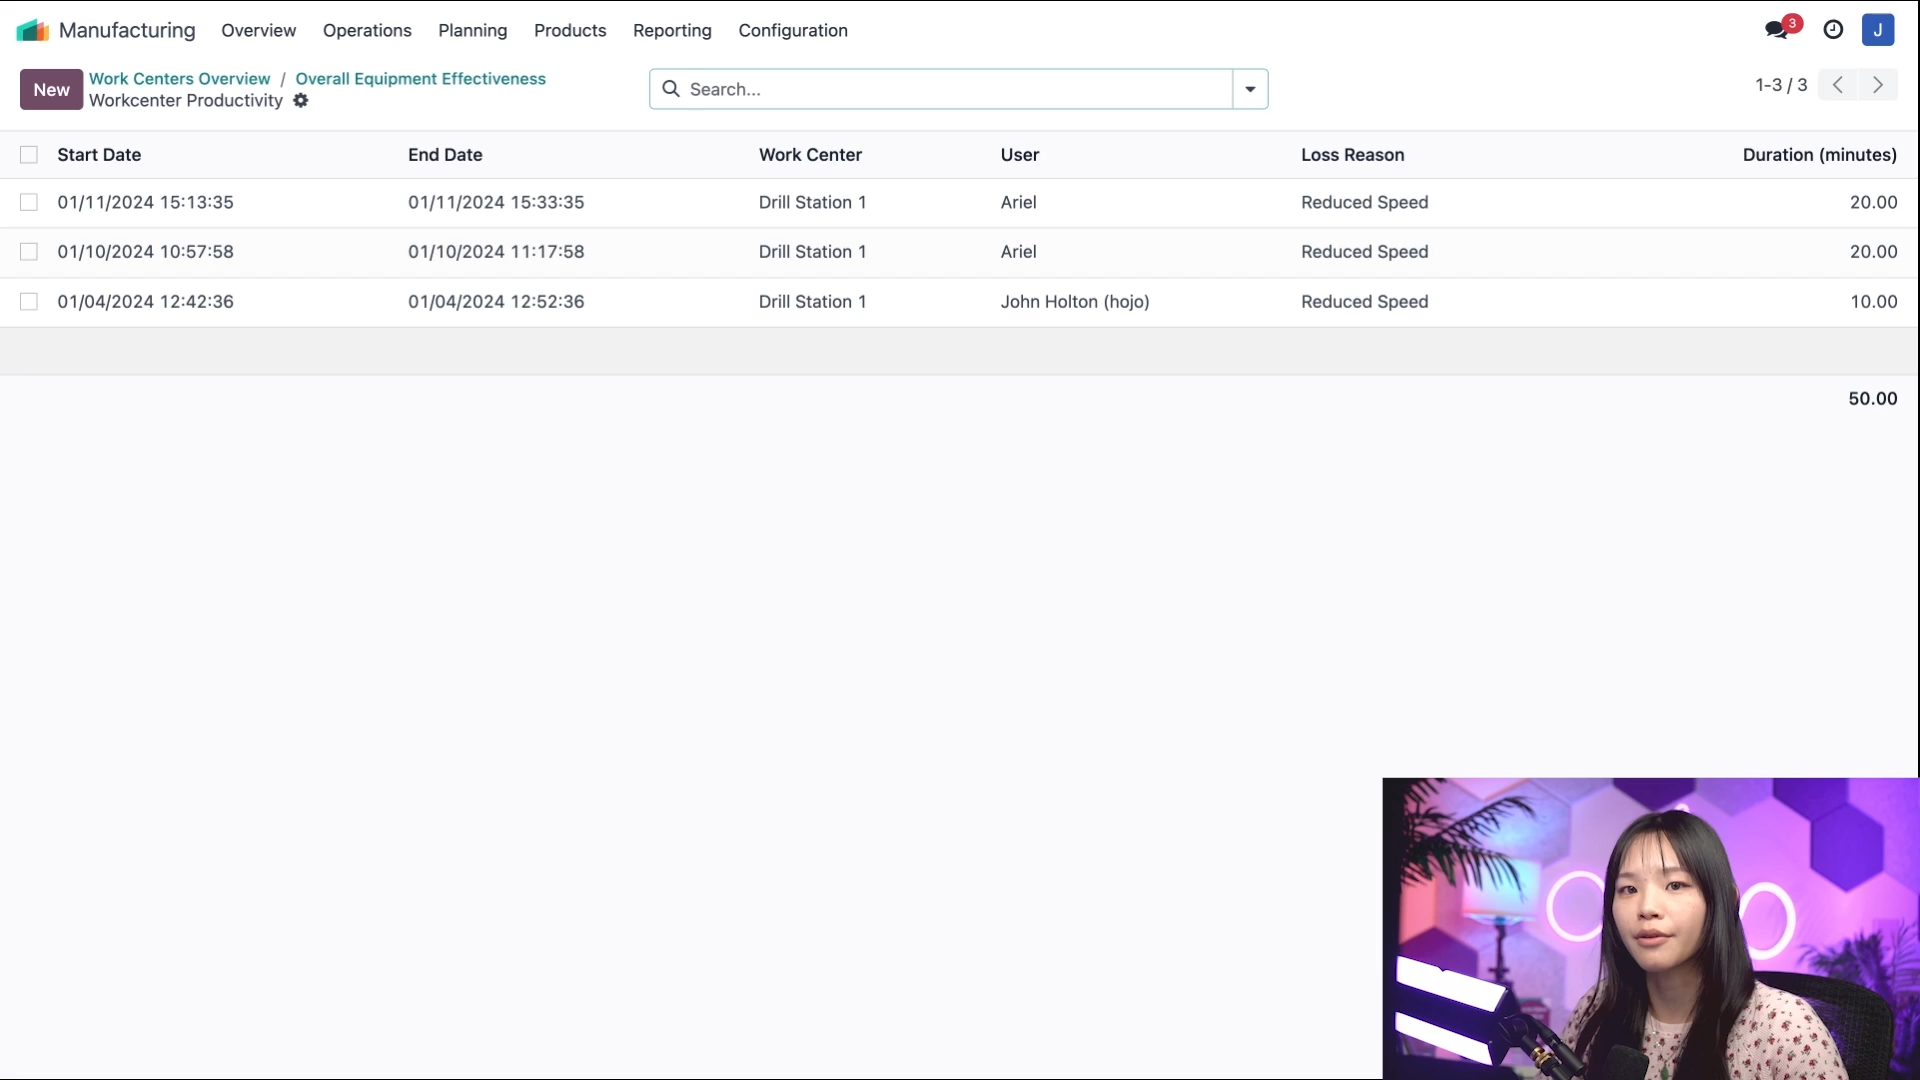 Manufacturing Overview Operations Planning Products Reporting Configuration 3 J
New Work Centers Overview / Overall Equipment Effectiveness
Workcenter Productivity
Search...
1-3 / 3
Start Date End Date Work Center User Loss Reason Duration (minutes)
01/11/2024 15:13:35 01/11/2024 15:33:35 Drill Station 1 Ariel Reduced Speed 20.00
01/10/2024 10:57:58 01/10/2024 11:17:58 Drill Station 1 Ariel Reduced Speed 20.00
01/04/2024 12:42:36 01/04/2024 12:52:36 Drill Station 1 John Holton (hojo) Reduced Speed 10.00
50.00